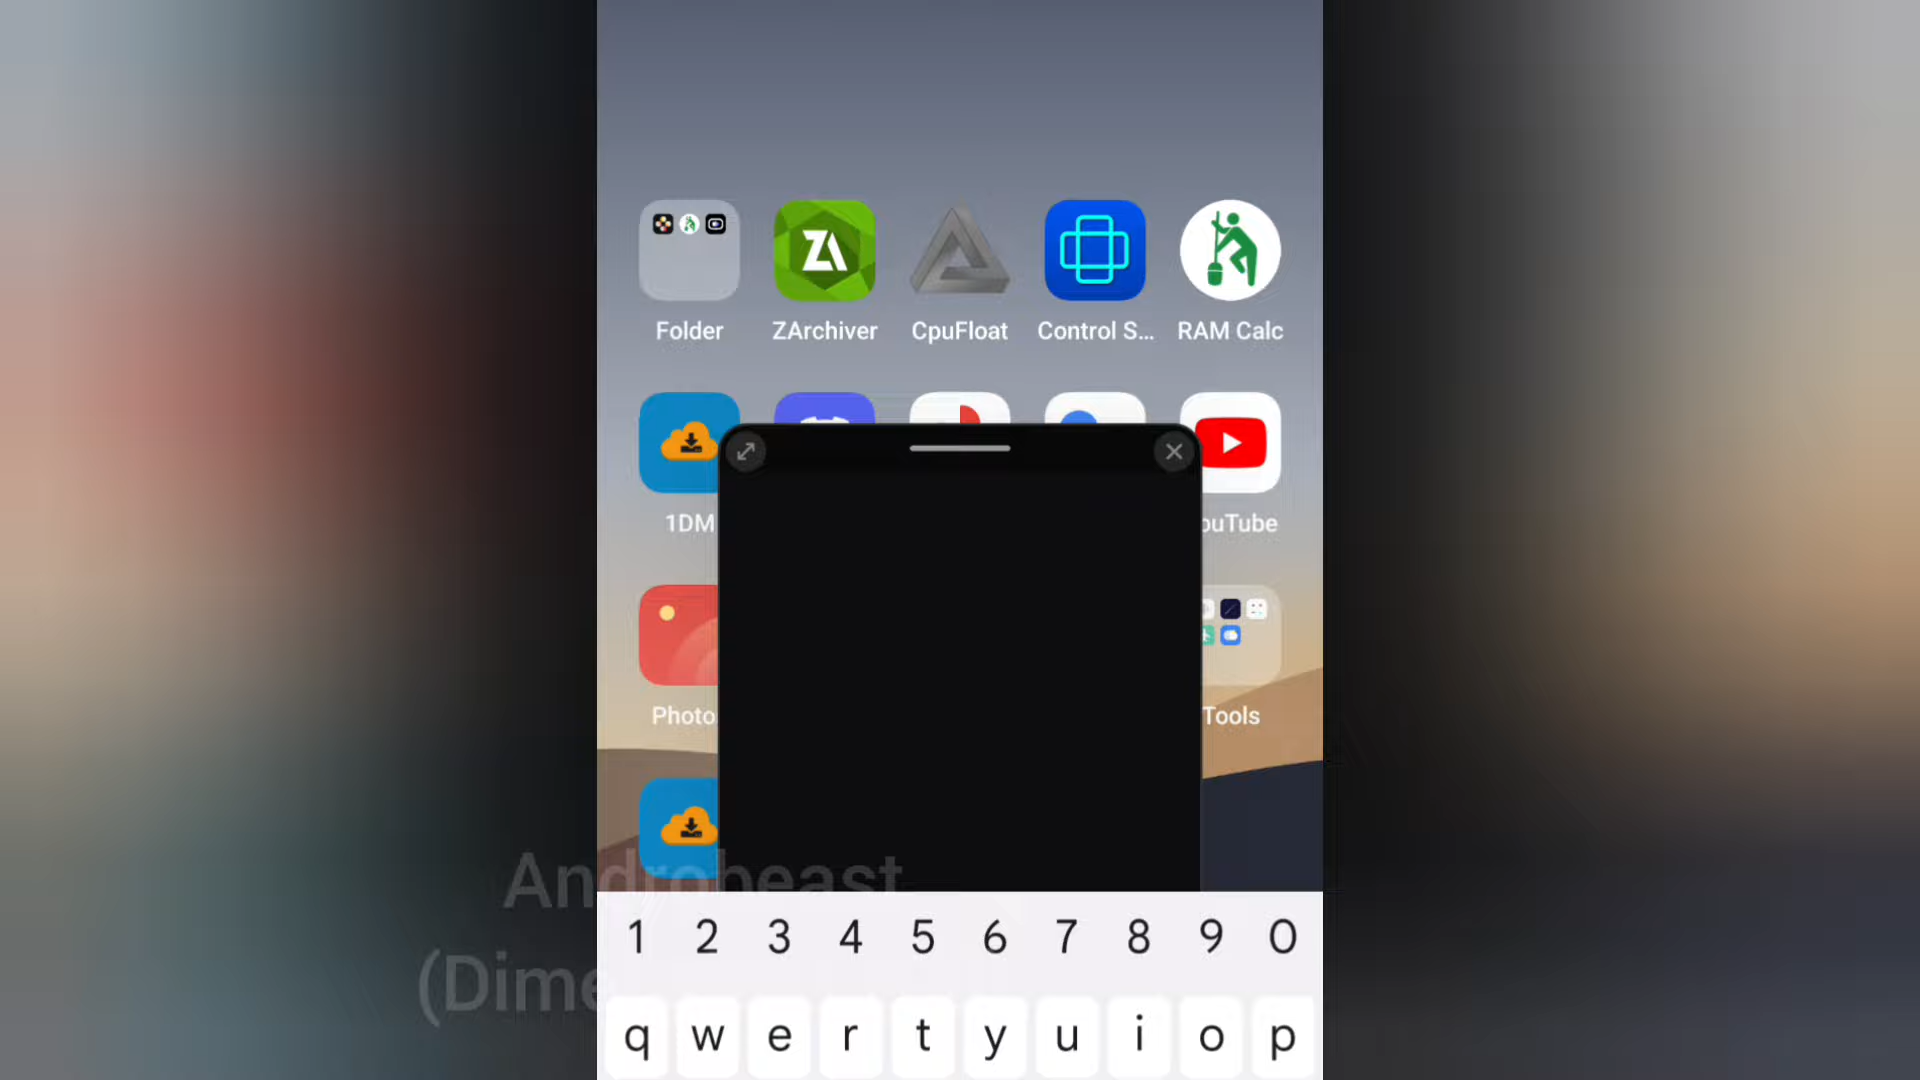 Folder ZArchiver CpuFloat Control S... RAM Calc
1DM ouTube
Photo Tools
Androbeast
(Dime
1 2 3 4 5 6 7 8 9 0
q w e r t y u i o p